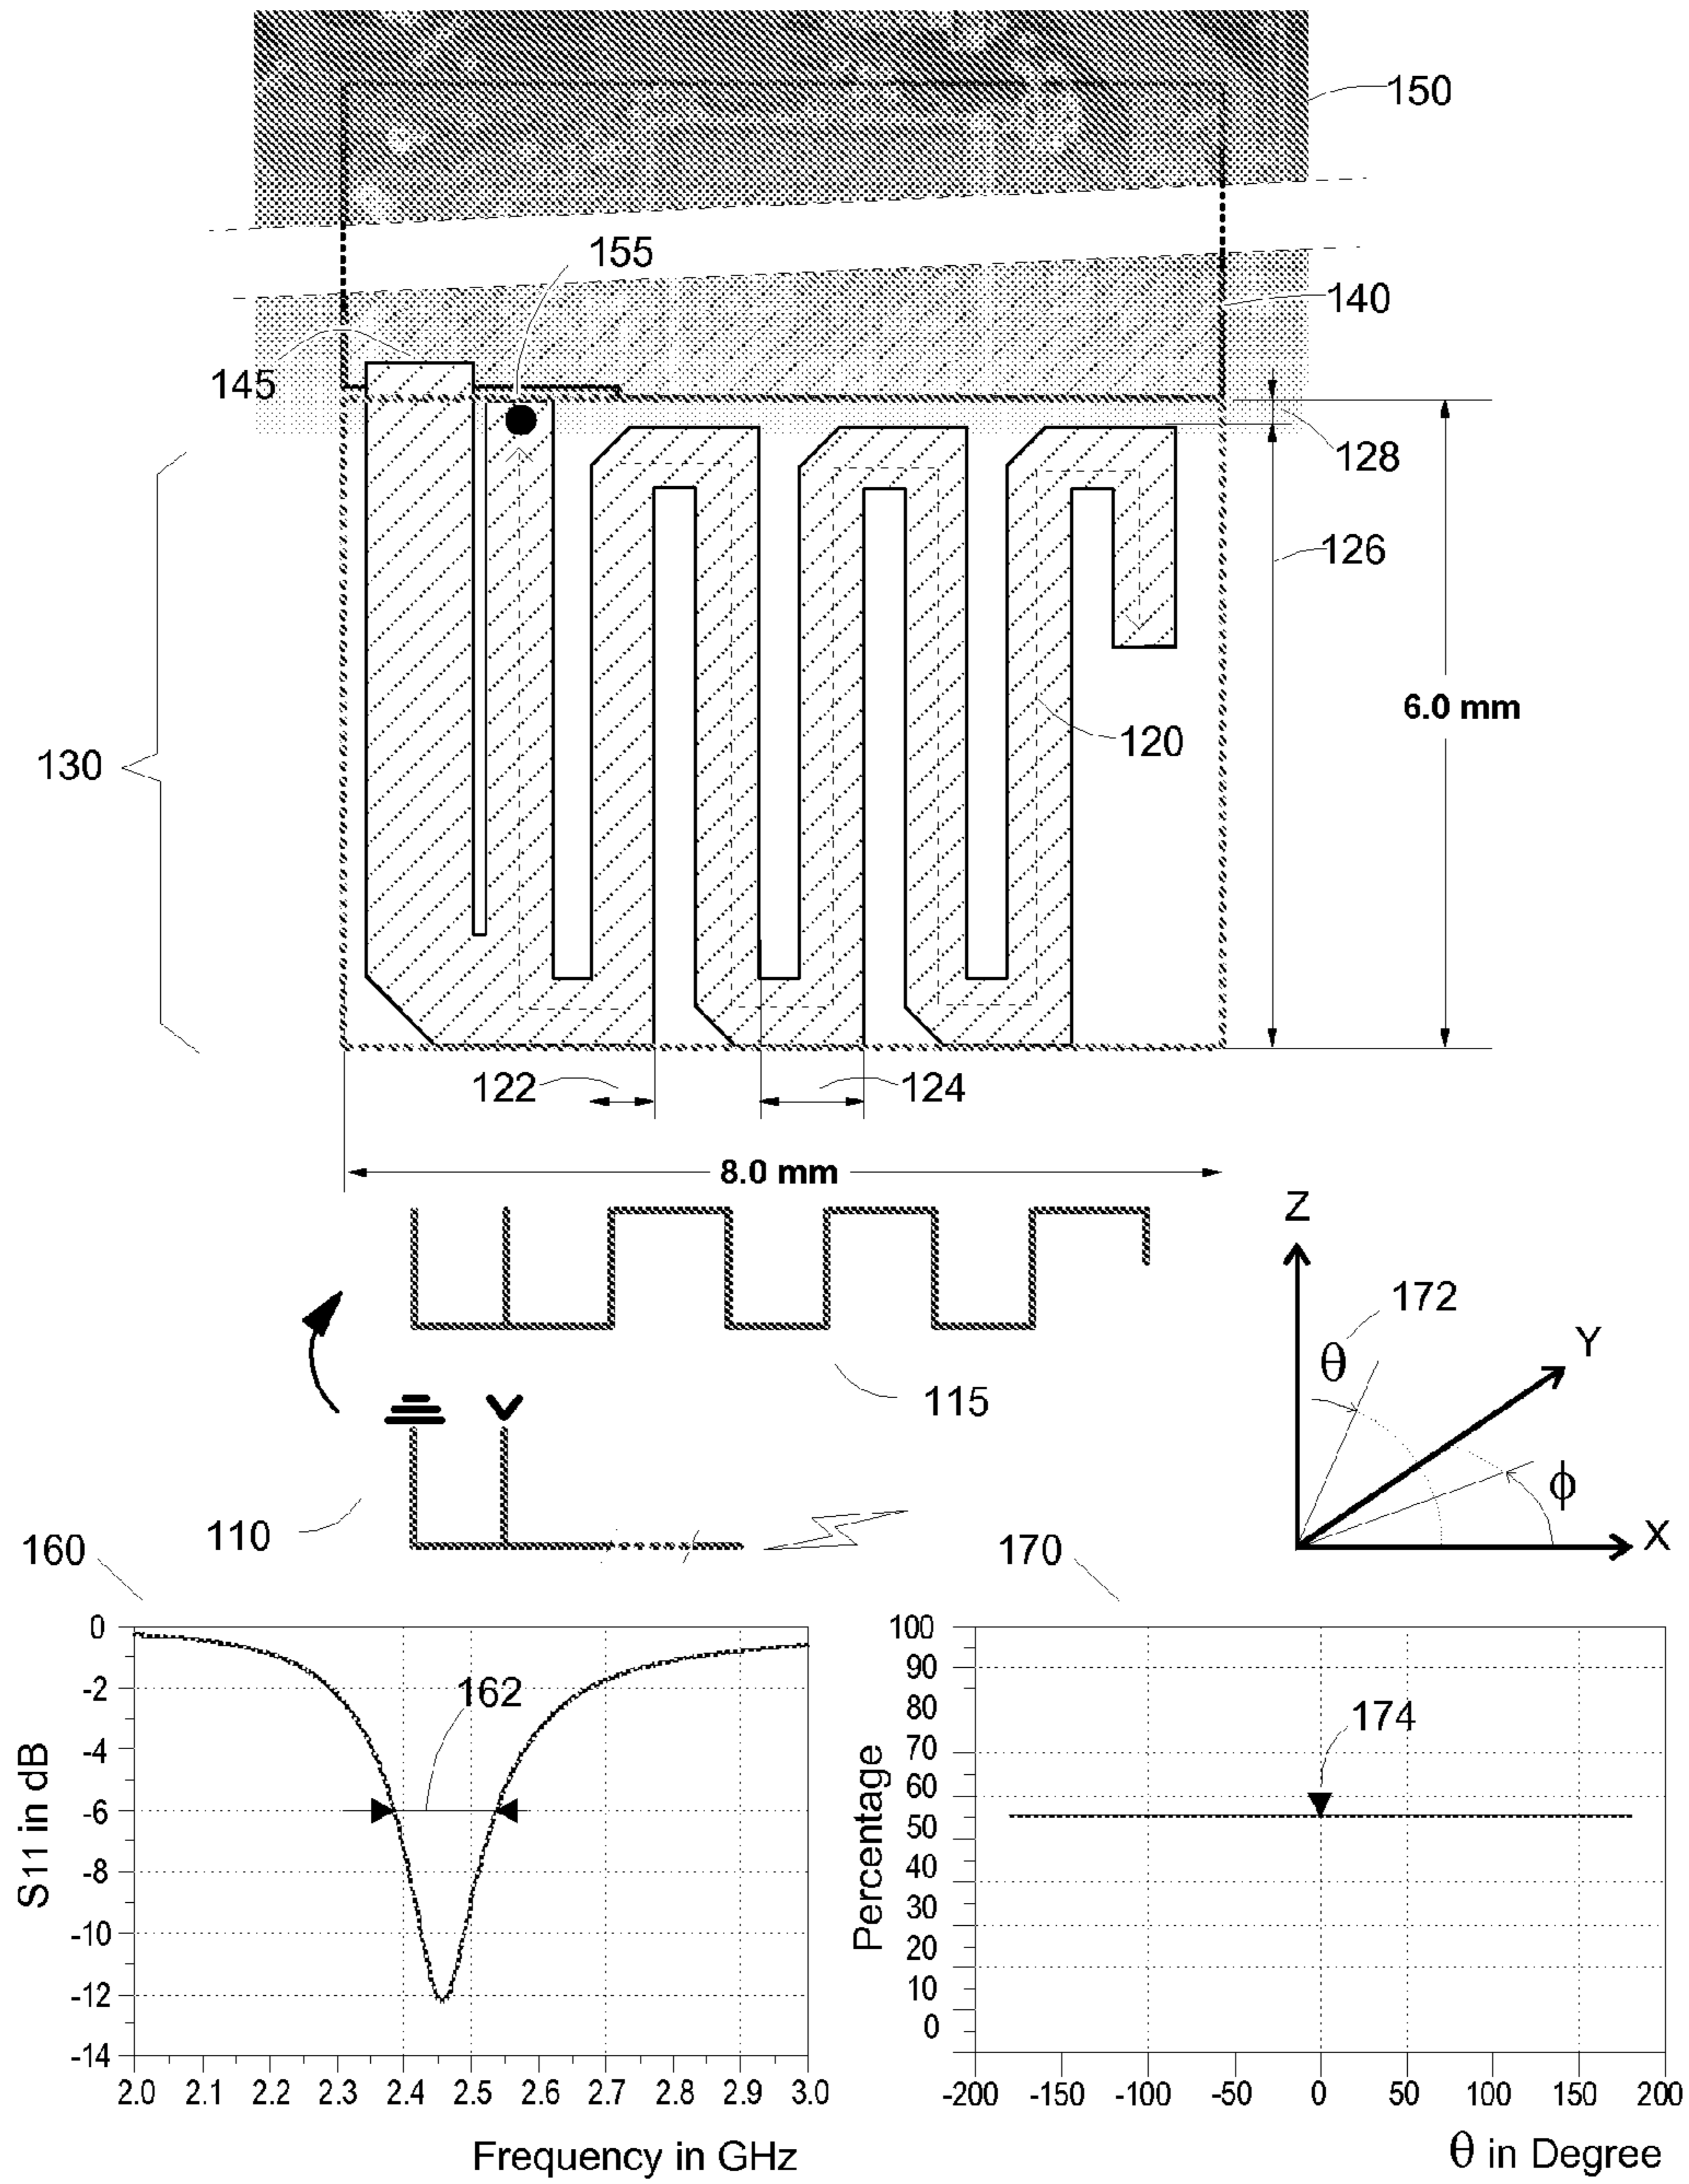 150
155
140
145
128
126
6.0 mm
120
130
122
124
8.0 mm
Z
172
Y
θ
115
ϕ
110
X
160
170
0
-2
-4
-6
-8
-10
-12
-14
S11 in dB
162
2.0 2.1 2.2 2.3 2.4 2.5 2.6 2.7 2.8 2.9 3.0
Frequency in GHz
100
90
80
70
60
50
40
30
20
10
0
Percentage
174
-200 -150 -100 -50 0 50 100 150 200
θ in Degree